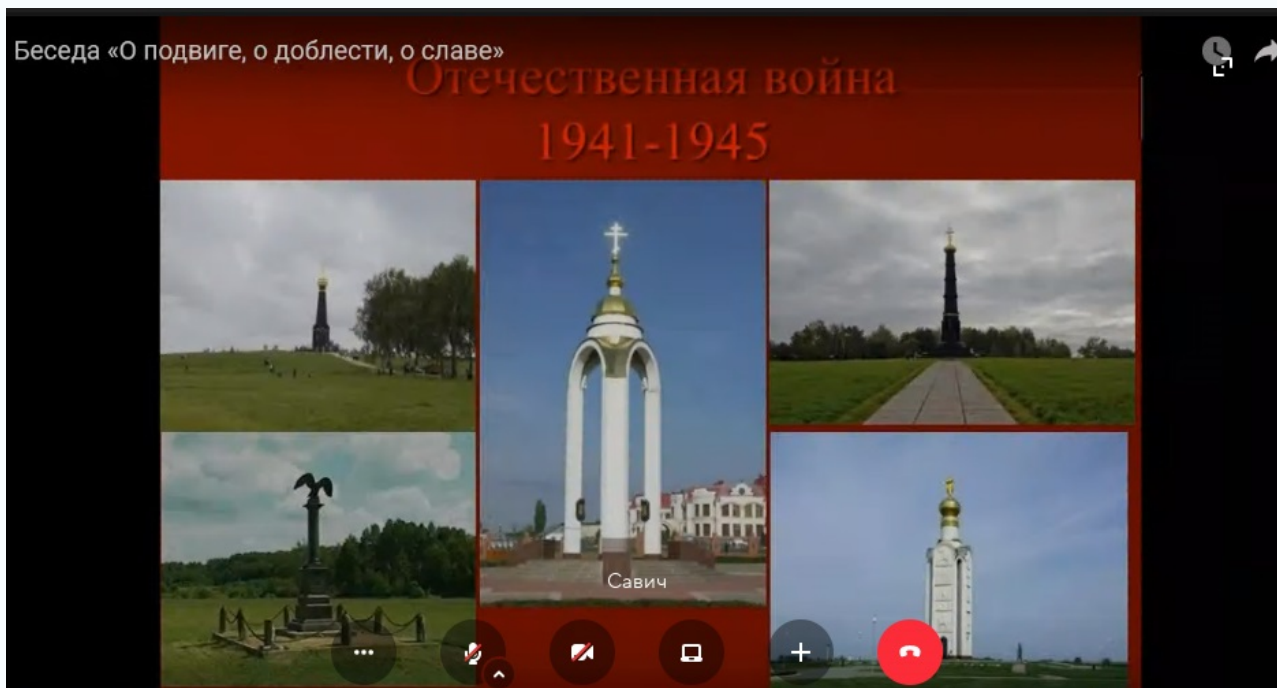 Беседа «О подвиге, о доблести, о славе»
Отечественная война
1941-1945
Савич